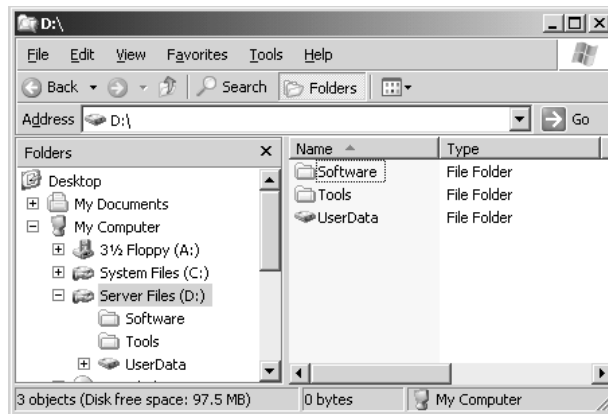 D:\
File Edit View Favorites Tools Help
Back Search Folders
Address D:\ Go
Folders x Name Type
Desktop
My Documents
My Computer
3½ Floppy (A:)
System Files (C:)
Server Files (D:)
Software
Tools
UserData
Software File Folder
Tools File Folder
UserData File Folder
3 objects (Disk free space: 97.5 MB) 0 bytes My Computer